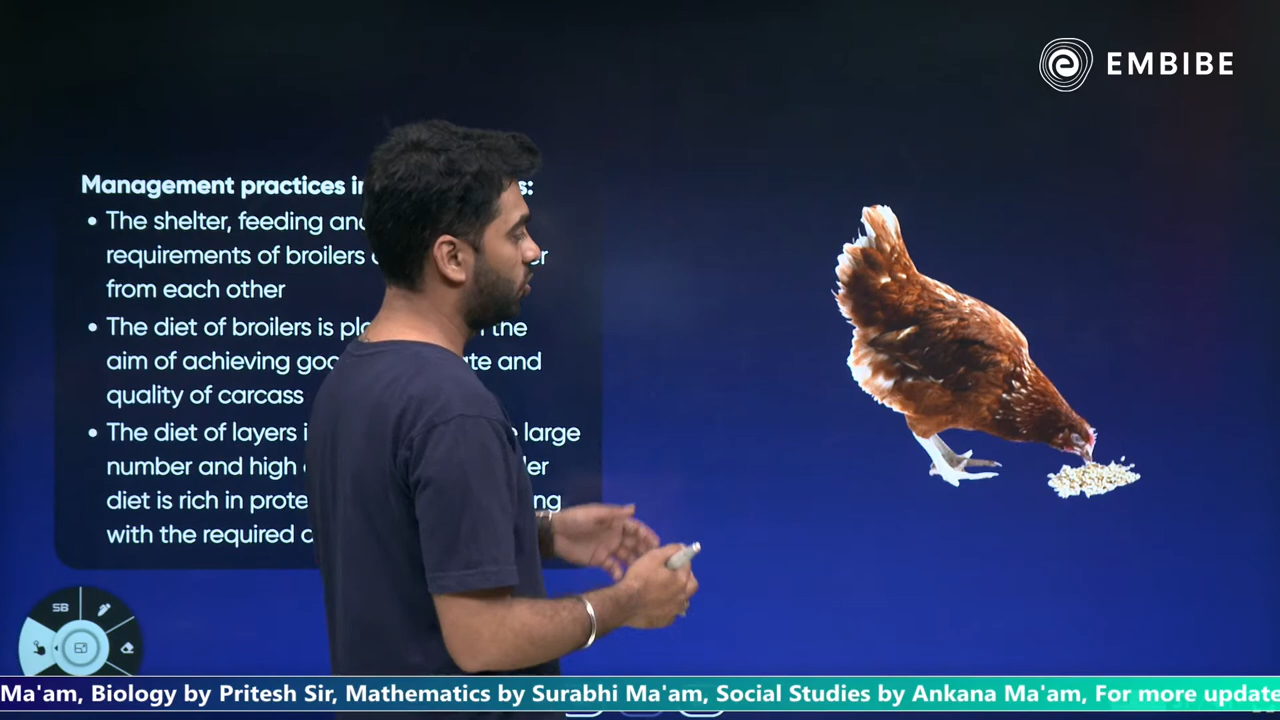 EMBIBE
Management practices in s:
• The shelter, feeding and
requirements of broilers er
from each other
• The diet of broilers is pl the
aim of achieving goo te and
quality of carcass
• The diet of layers i large
number and high der
diet is rich in prote ng
with the required
SB
Ma'am, Biology by Pritesh Sir, Mathematics by Surabhi Ma'am, Social Studies by Ankana Ma'am, For more update